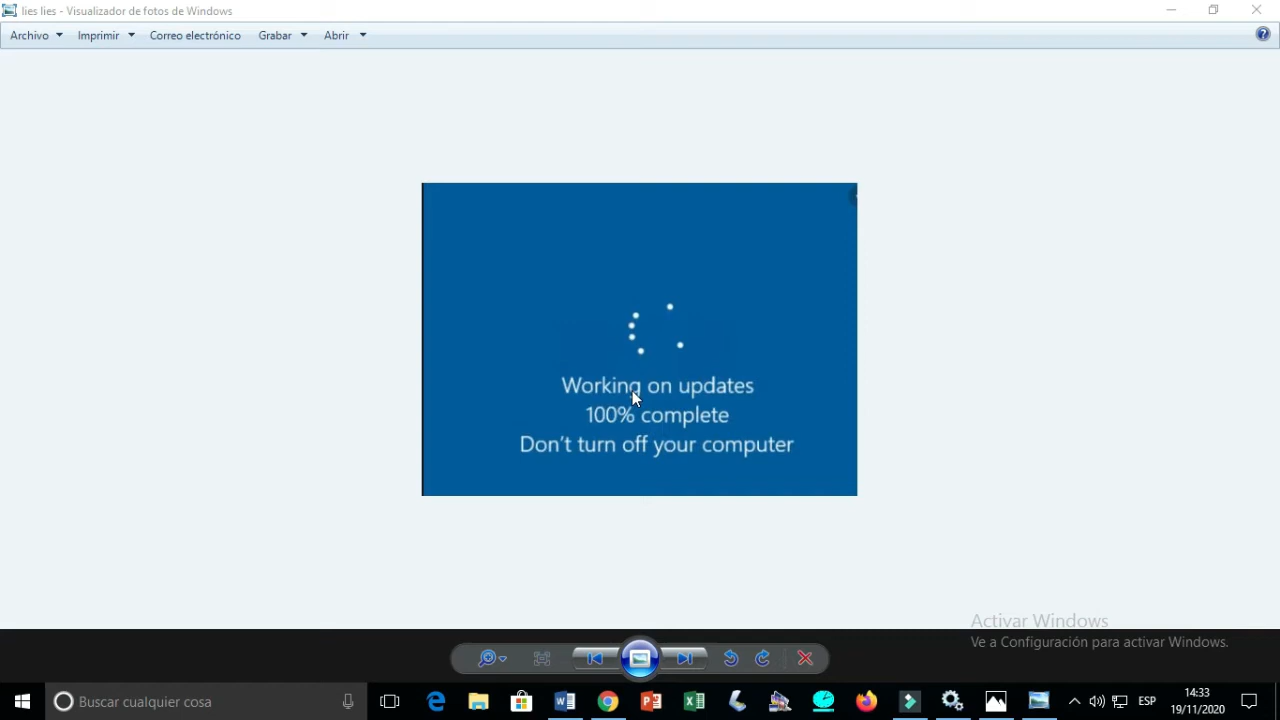 lies lies - Visualizador de fotos de Windows
Archivo Imprimir Correo electrónico Grabar Abrir
Working on updates
100% complete
Don't turn off your computer
Activar Windows
Ve a Configuración para activar Windows.
Buscar cualquier cosa
ESP
14:33
19/11/2020